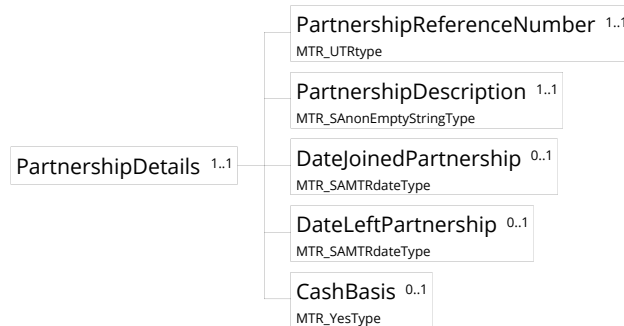 PartnershipReferenceNumber 1..1
MTR_UTRtype
PartnershipDescription 1..1
MTR_SAnonEmptyStringType
PartnershipDetails 1..1
DateJoinedPartnership 0..1
MTR_SAMTRdateType
DateLeftPartnership 0..1
MTR_SAMTRdateType
CashBasis 0..1
MTR_YesType